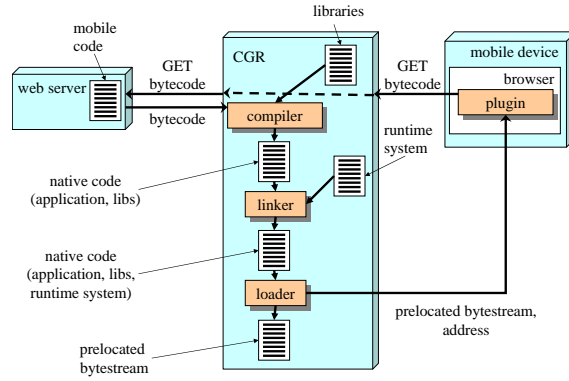 libraries
mobile
code
GET
bytecode
CGR
GET
bytecode
mobile device
browser
plugin
web server
bytecode
compiler
runtime
system
native code
(application, libs)
linker
native code
(application, libs,
runtime system)
loader
prelocated bytestream,
address
prelocated
bytestream